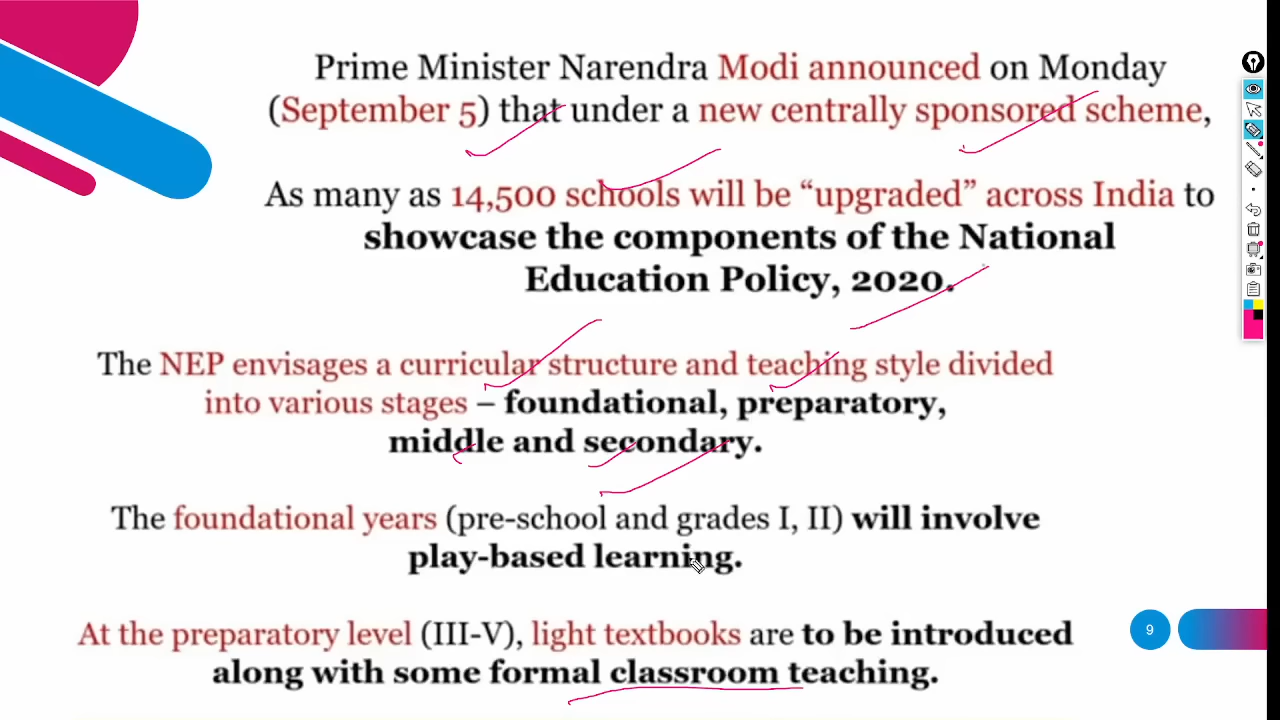 Prime Minister Narendra Modi announced on Monday
(September 5) that under a new centrally sponsored scheme,
As many as 14,500 schools will be “upgraded” across India to
showcase the components of the National
Education Policy, 2020.
The NEP envisages a curricular structure and teaching style divided
into various stages – foundational, preparatory,
middle and secondary.
The foundational years (pre-school and grades I, II) will involve
play-based learning.
At the preparatory level (III-V), light textbooks are to be introduced
along with some formal classroom teaching.
9